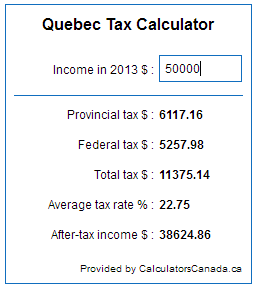 Quebec Tax Calculator
Income in 2013 $ : 50000
Provincial tax $ : 6117.16
Federal tax $ : 5257.98
Total tax $ : 11375.14
Average tax rate % : 22.75
After-tax income $ : 38624.86
Provided by CalculatorsCanada.ca